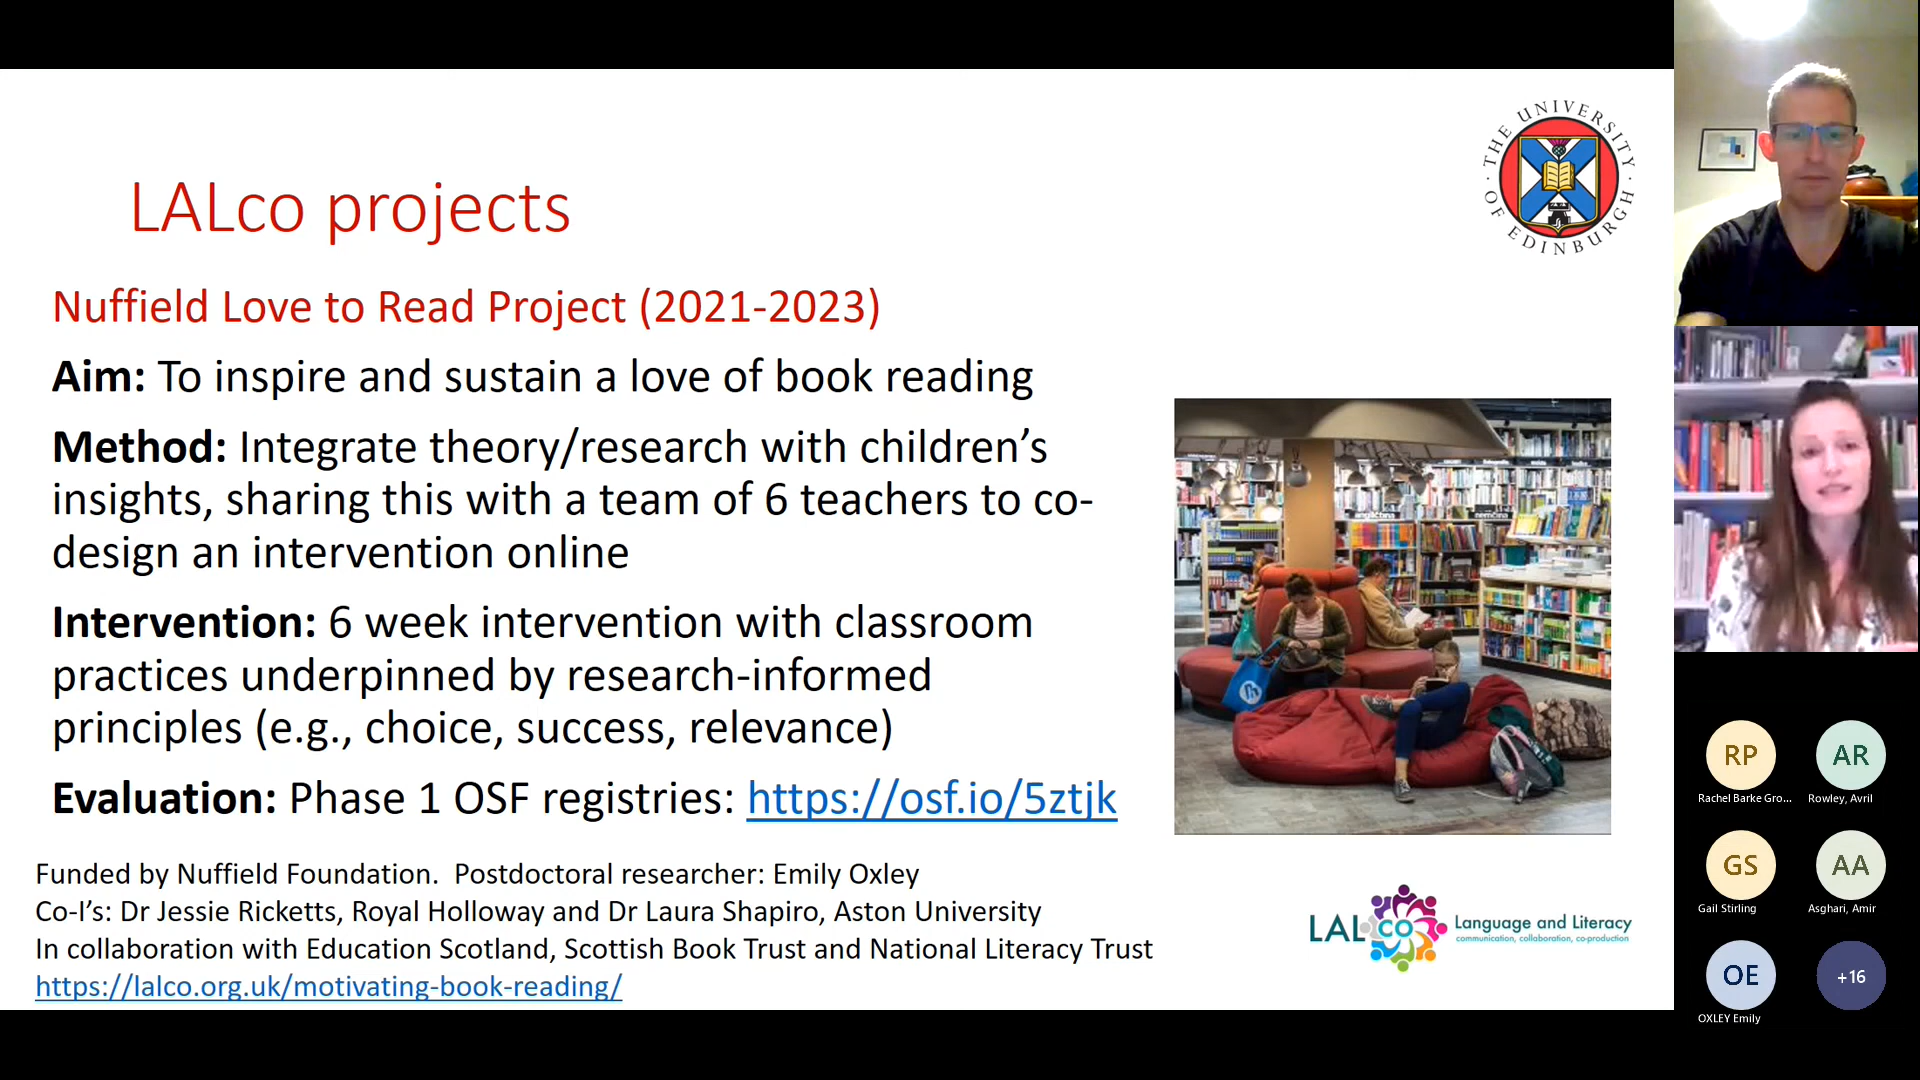 THE UNIVERSITY OF EDINBURGH
LALco projects
Nuffield Love to Read Project (2021-2023)
Aim: To inspire and sustain a love of book reading
Method: Integrate theory/research with children’s
insights, sharing this with a team of 6 teachers to co-
design an intervention online
Intervention: 6 week intervention with classroom
practices underpinned by research-informed
principles (e.g., choice, success, relevance)
Evaluation: Phase 1 OSF registries: https://osf.io/5ztjk
Funded by Nuffield Foundation.  Postdoctoral researcher: Emily Oxley
Co-I’s: Dr Jessie Ricketts, Royal Holloway and Dr Laura Shapiro, Aston University
In collaboration with Education Scotland, Scottish Book Trust and National Literacy Trust
https://lalco.org.uk/motivating-book-reading/
LALCO Language and Literacy
communication, collaboration, co-production
RP
Rachel Barke Gro...
AR
Rowley, Avril
GS
Gail Stirling
AA
Asghari, Amir
OE
OXLEY Emily
+16